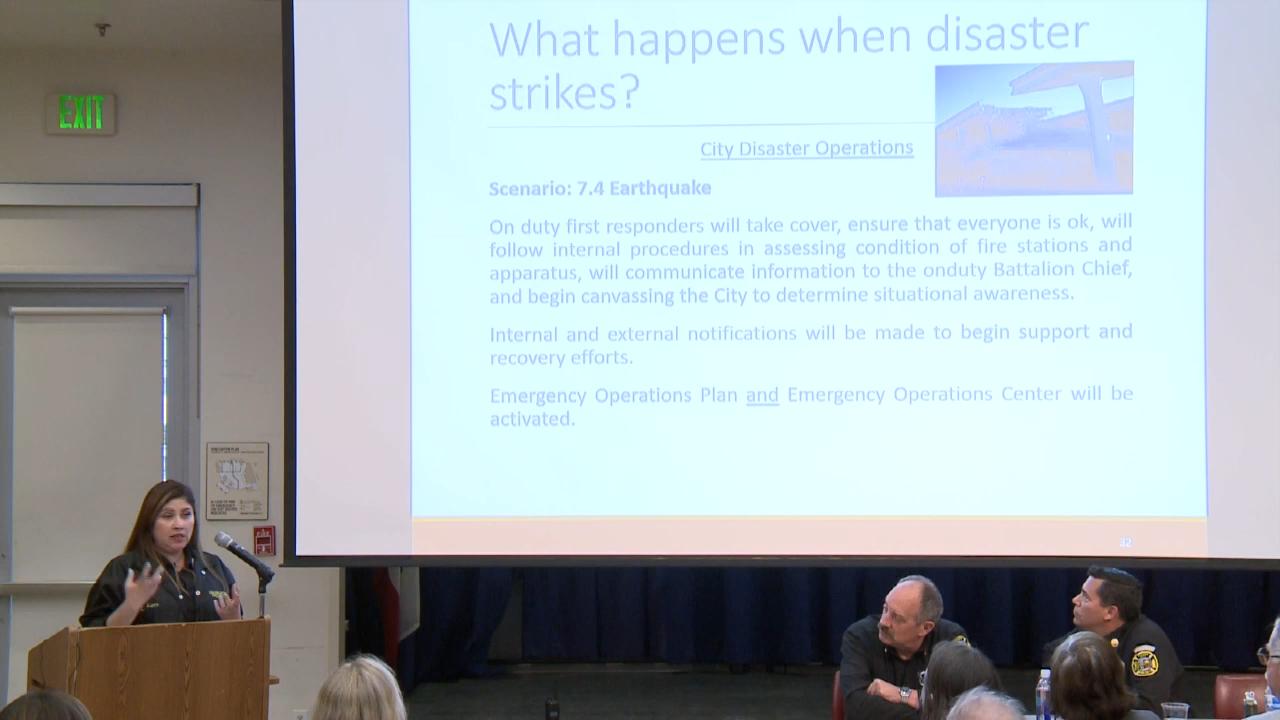 What happens when disaster
strikes?
EXIT
City Disaster Operations
Scenario: 7.4 Earthquake
On duty first responders will take cover, ensure that everyone is ok, will
follow internal procedures in assessing condition of fire stations and
apparatus, will communicate information to the onduty Battalion Chief,
and begin canvassing the City to determine situational awareness.
Internal and external notifications will be made to begin support and
recovery efforts.
Emergency Operations Plan and Emergency Operations Center will be
activated.
32